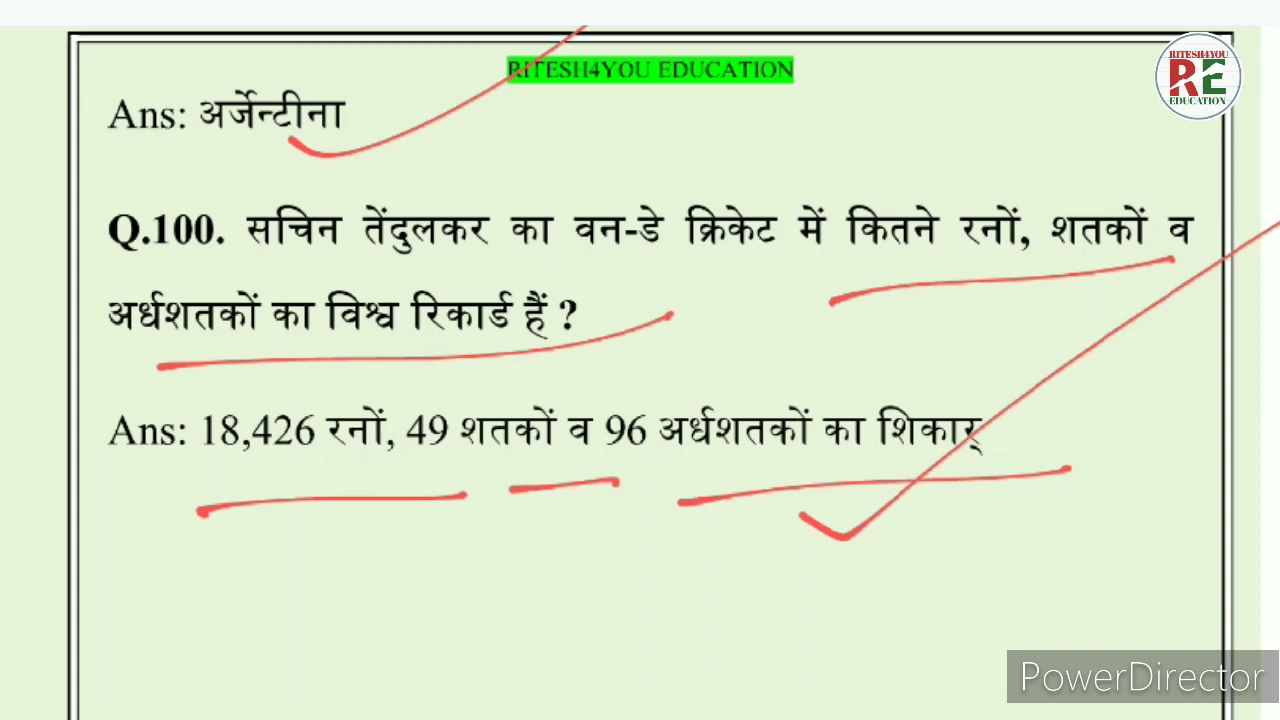 RITESH4YOU EDUCATION
RITESH4YOU
RE
EDUCATION
Ans: अर्जेन्टीना
Q.100. सचिन तेंदुलकर का वन-डे क्रिकेट में कितने रनों, शतकों व
अर्धशतकों का विश्व रिकार्ड हैं ?
Ans: 18,426 रनों, 49 शतकों व 96 अर्धशतकों का शिकार्
PowerDirector